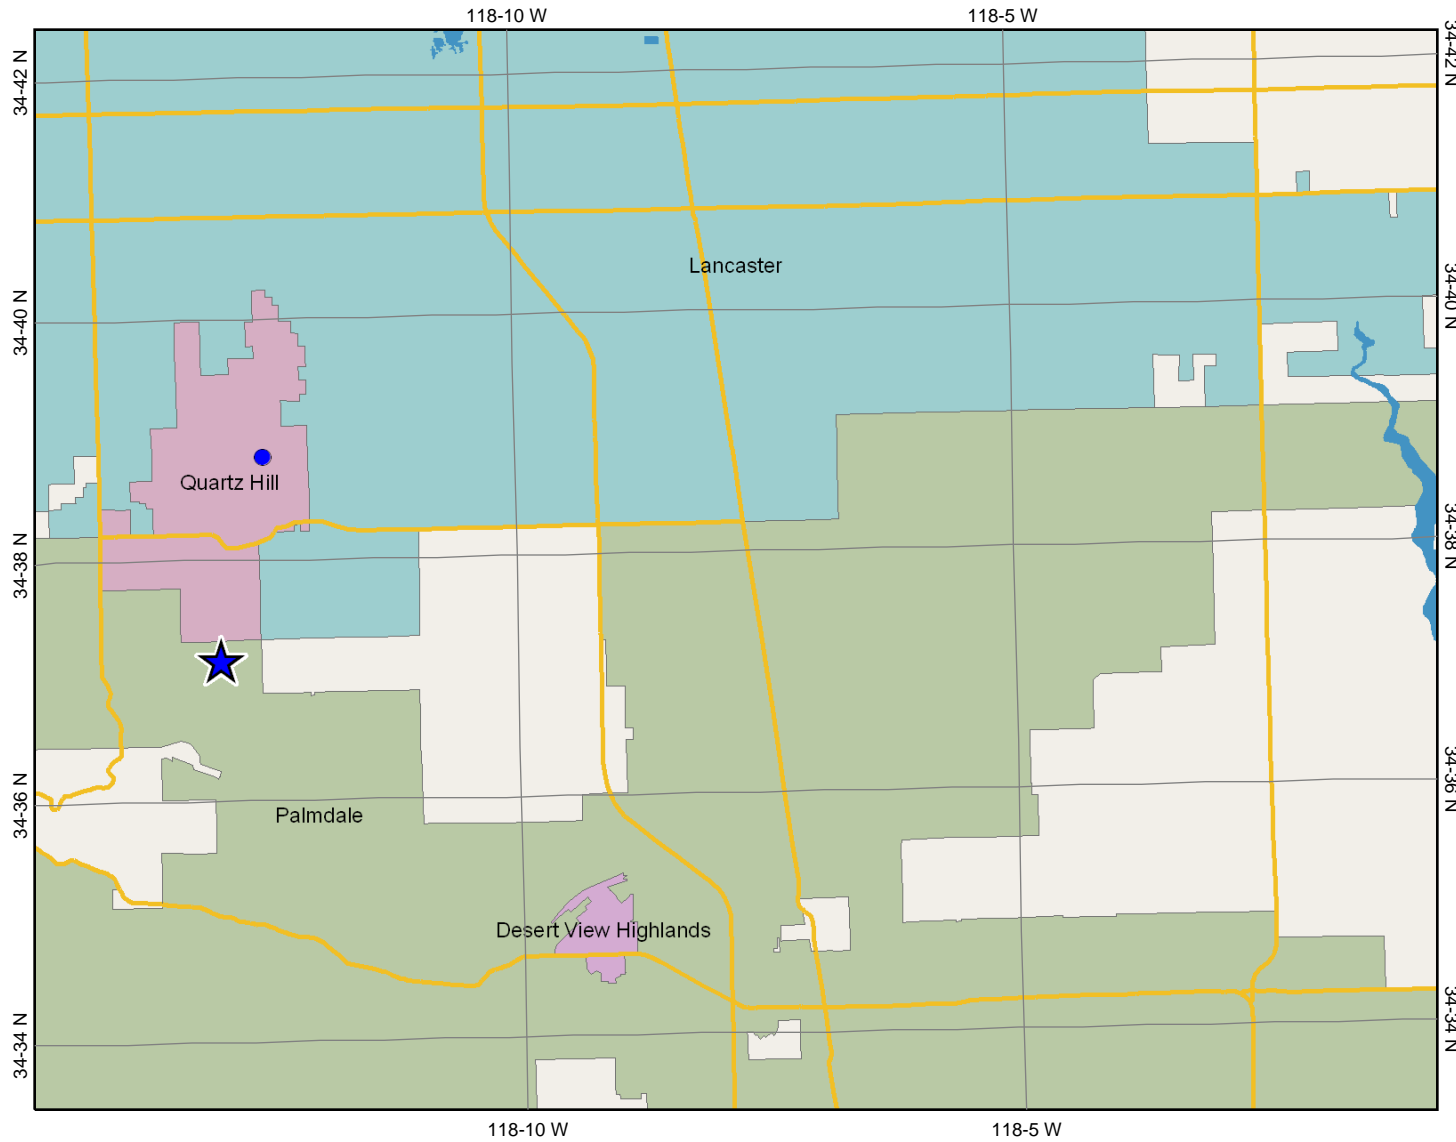 118-10 W
118-5 W
34-42 N
34-42 N
Lancaster
34-40 N
34-40 N
Quartz Hill
34-38 N
34-38 N
34-36 N
34-36 N
Palmdale
Desert View Highlands
34-34 N
34-34 N
118-10 W
118-5 W